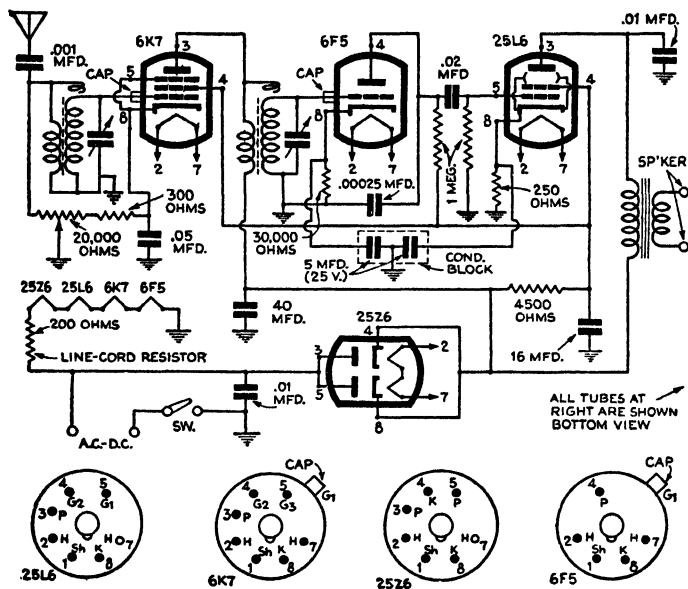 6K7
6F5
25L6
.01 MFD.
.001 MFD.
3
4
3
5
CAP
4
CAP
.02 MFD
5
4
8
8
8
2
7
2
7
2
7
SP'KER
300 OHMS
20,000 OHMS
.05 MFD.
.00025 MFD.
30,000 OHMS
1 MEG.
250 OHMS
5 MFD. (25 V.)
COND. BLOCK
25Z6
25L6
6K7
6F5
200 OHMS
LINE-CORD RESISTOR
40 MFD.
25Z6
4
3
5
2
7
8
4500 OHMS
16 MFD.
.01 MFD.
A.C.-D.C.
SW.
ALL TUBES AT
RIGHT ARE SHOWN
BOTTOM VIEW
4 5
G2 G1
3 P
2 H H 7
Sh K
1 8
25L6
CAP
G1
4 5
G2 G3
3 P
2 H H 7
Sh K
1 8
6K7
4 5
K P
3 P
2 H H 7
Sh K
1 8
25Z6
CAP
G1
4
P
2 H H 7
Sh K
1 8
6F5